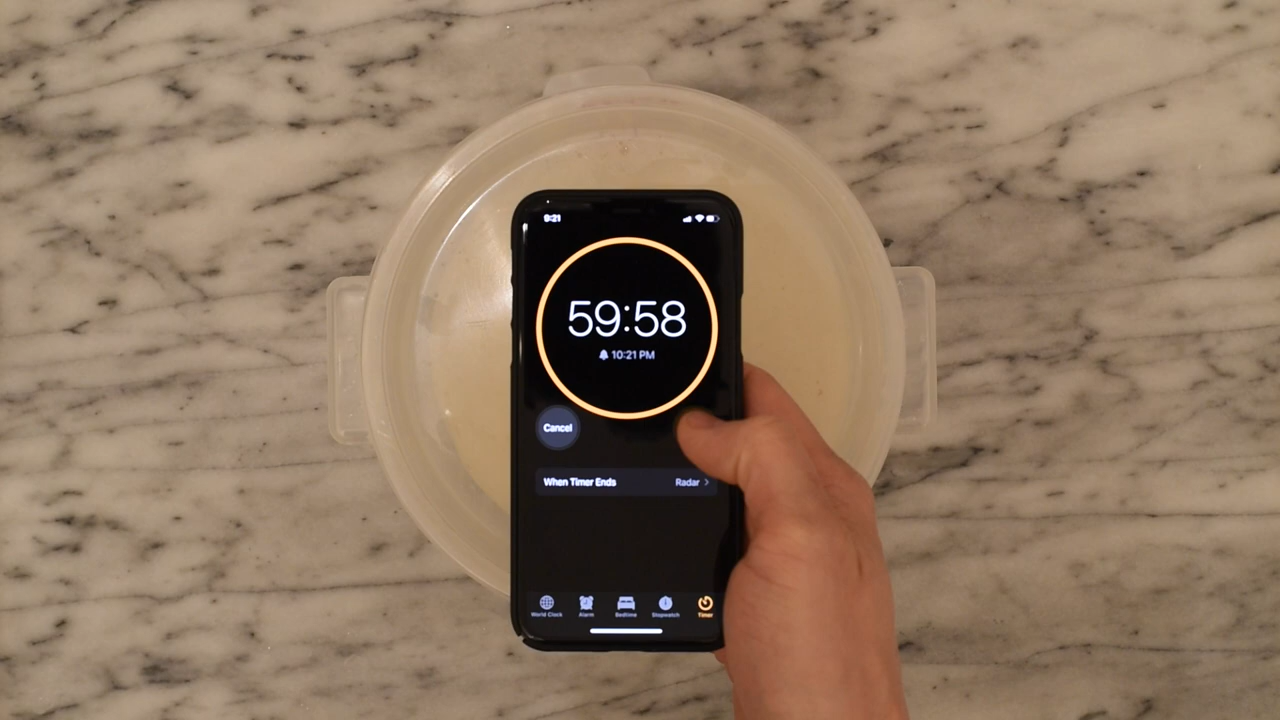 9:21
59:58
10:21 PM
Cancel
When Timer Ends Radar
World Clock Alarm Bedtime Stopwatch Timer